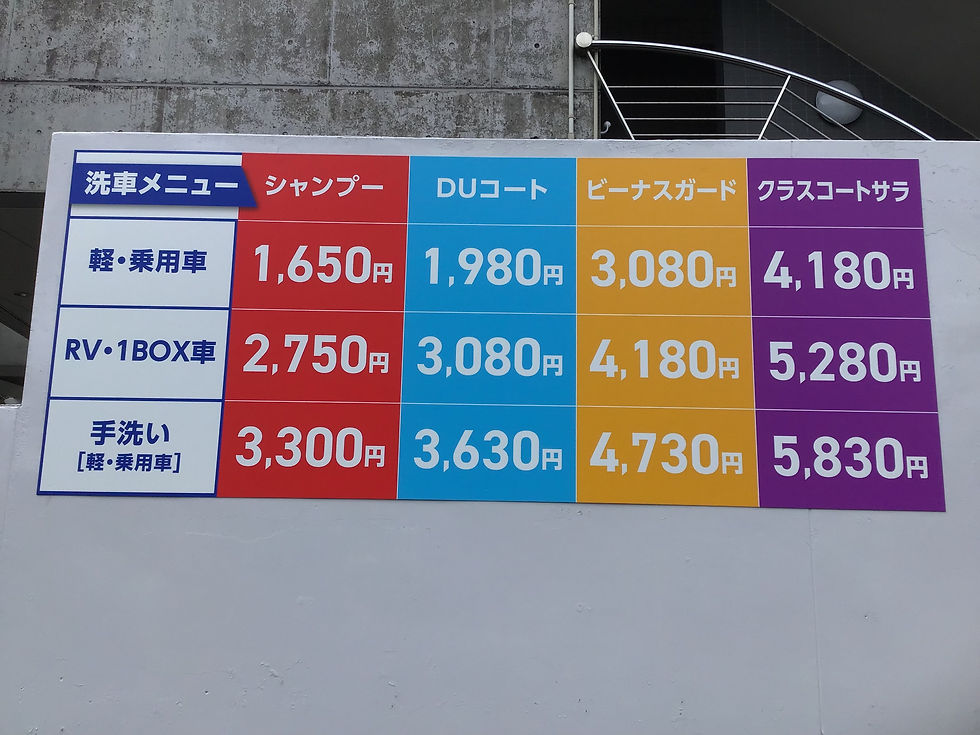 洗車メニュー シャンプー DUコート ビーナスガード クラスコートサラ
軽・乗用車 1,650円 1,980円 3,080円 4,180円
RV・1BOX車 2,750円 3,080円 4,180円 5,280円
手洗い
[軽・乗用車] 3,300円 3,630円 4,730円 5,830円